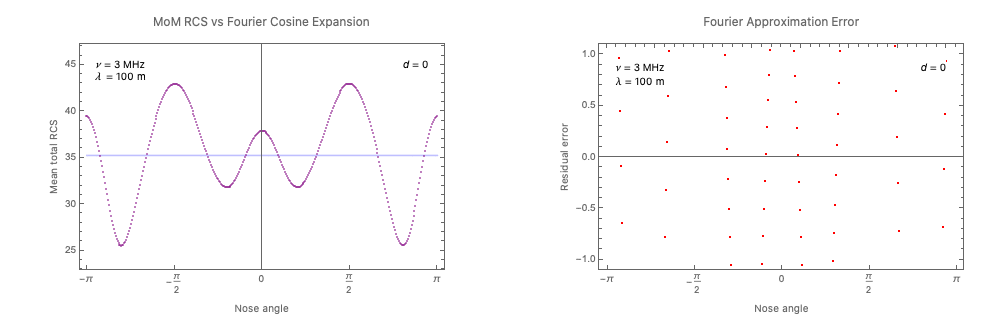 MoM RCS vs Fourier Cosine Expansion
ν = 3 MHz
λ = 100 m
d = 0
Mean total RCS
45
40
35
30
25
-π
-π/2
0
π/2
π
Nose angle
Fourier Approximation Error
ν = 3 MHz
λ = 100 m
d = 0
Residual error
1.0
0.5
0.0
-0.5
-1.0
-π
-π/2
0
π/2
π
Nose angle